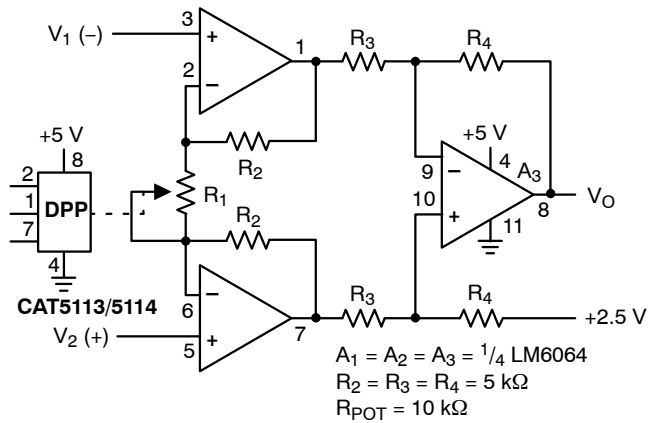 V1 (–)
3
+
1
R3
R4
2
–
+5 V
8
R2
+5 V
4
A3
2
1
7
DPP
R1
9
–
10
+
8
VO
R2
11
4
CAT5113/5114
–
6
7
R3
R4
+2.5 V
V2 (+)
5
+
A1 = A2 = A3 = 1/4 LM6064
R2 = R3 = R4 = 5 kΩ
RPOT = 10 kΩ